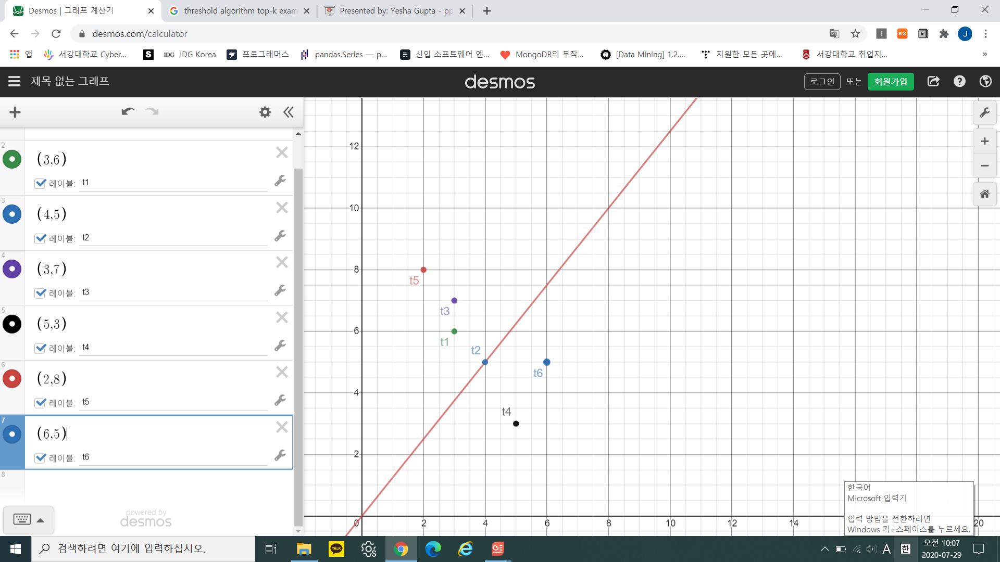 Desmos | 그래프 계산기
threshold algorithm top-k exam
Presented by: Yesha Gupta - pp
desmos.com/calculator
앱
서강대학교 Cyber...
S
IDG IDG Korea
프로그래머스
pandas.Series — p...
신입 소프트웨어 엔...
MongoDB의 무작...
[Data Mining] 1.2....
지원한 모든 곳에...
서강대학교 취업지...
»
EX
J
제목 없는 그래프
desmos
로그인
또는
회원가입
2
(3,6)
레이블: t1
3
(4,5)
레이블: t2
4
(3,7)
레이블: t3
5
(5,3)
레이블: t4
6
(2,8)
레이블: t5
7
(6,5)
레이블: t6
8
powered by
desmos
12
10
8
6
4
2
0
2
4
6
8
10
12
14
20
t5
t3
t1
t2
t6
t4
한국어
Microsoft 입력기
입력 방법을 전환하려면
Windows 키+스페이스를 누르세요.
검색하려면 여기에 입력하십시오.
TALK
A
한
오전 10:07
2020-07-29